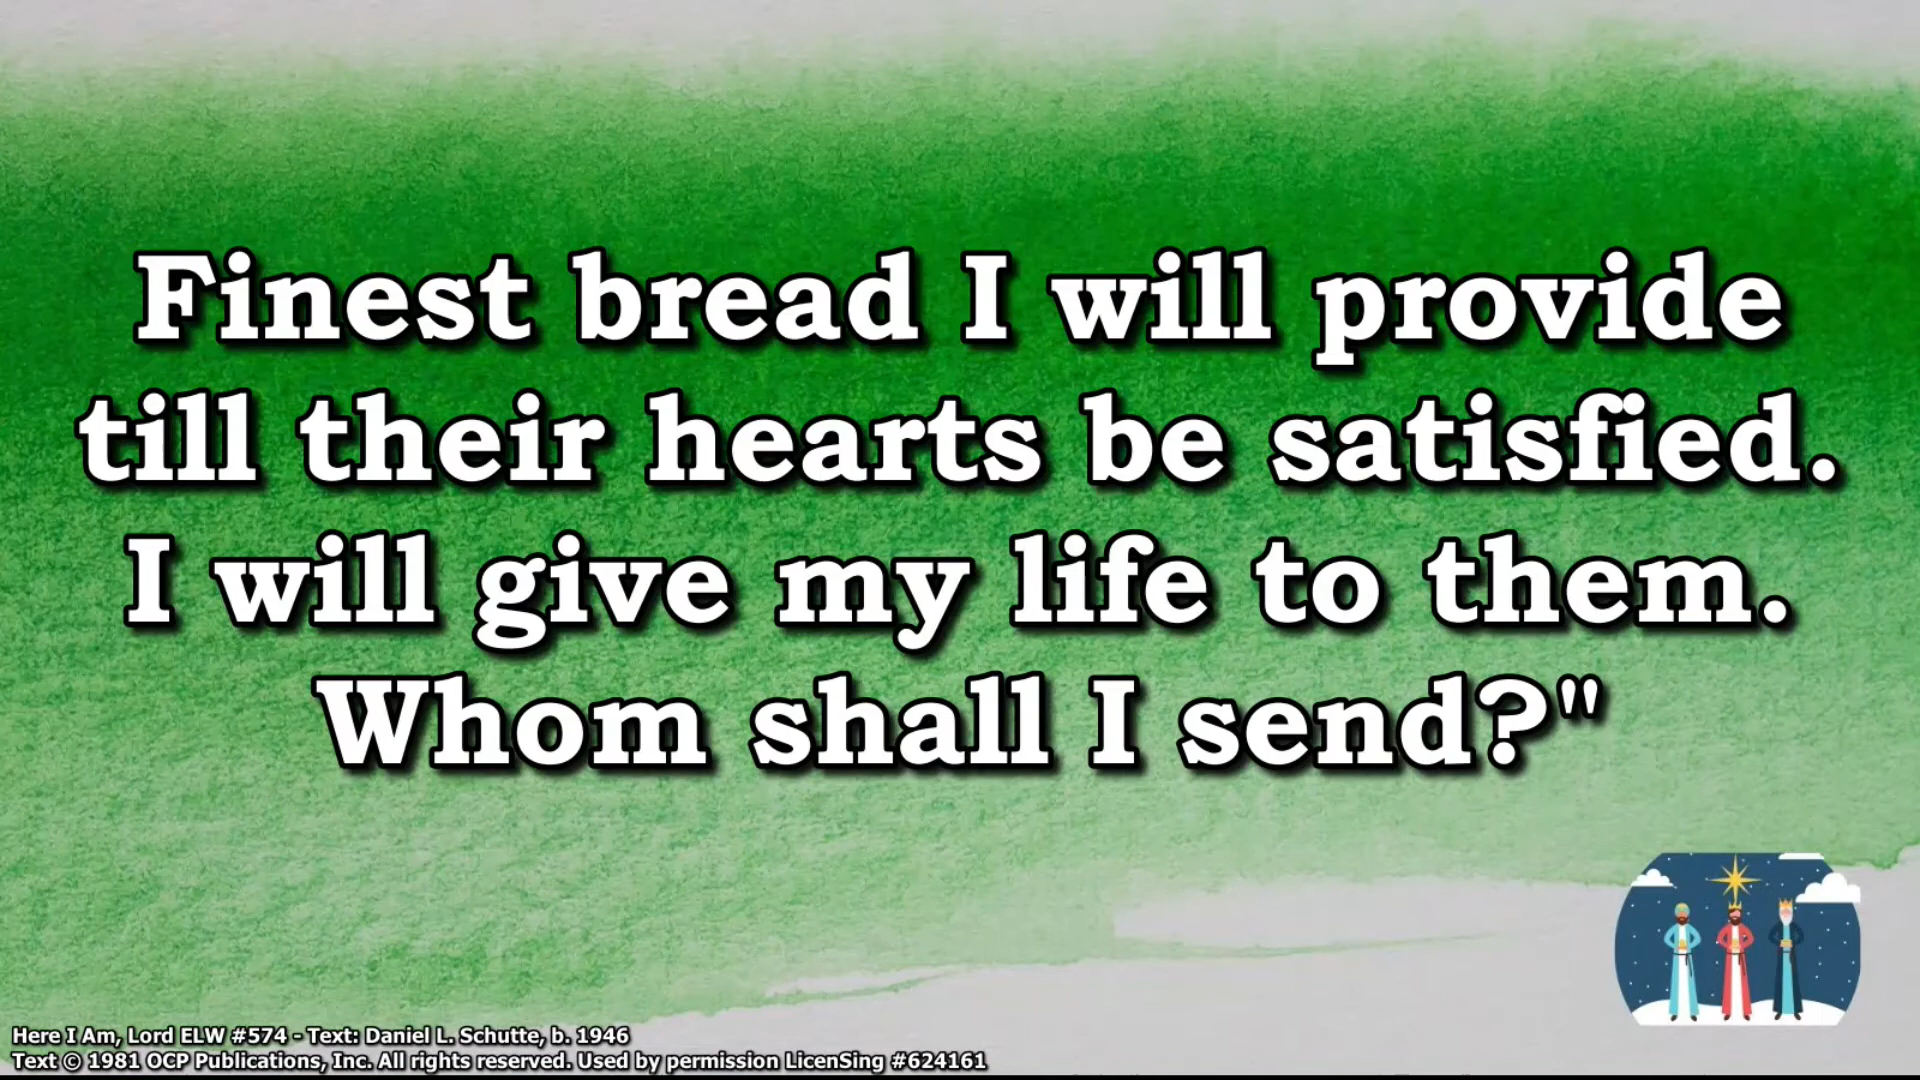 Finest bread I will provide
till their hearts be satisfied.
I will give my life to them.
Whom shall I send?"
Here I Am, Lord ELW #574 - Text: Daniel L. Schutte, b. 1946
Text © 1981 OCP Publications, Inc. All rights reserved. Used by permission LicenSing #624161